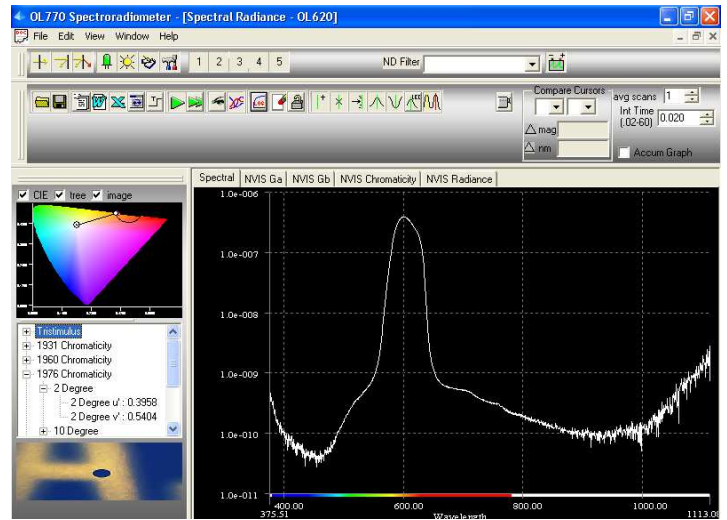 OL770 Spectroradiometer - [Spectral Radiance - OL620]
File Edit View Window Help
1 2 3 4 5 ND Filter
Compare Cursors
avg scans 1
Int Time (.02-60) 0.020
△ mag
△ nm
Accum Graph
Spectral NVIS Ga NVIS Gb NVIS Chromaticity NVIS Radiance
CIE tree image
Tristimulus
1931 Chromaticity
1960 Chromaticity
1976 Chromaticity
2 Degree
2 Degree u' : 0.3958
2 Degree v' : 0.5404
10 Degree
1.0e-006
1.0e-007
1.0e-008
1.0e-009
1.0e-010
1.0e-011
400.00 600.00 800.00 1000.00
375.51 Wavelength 1113.0